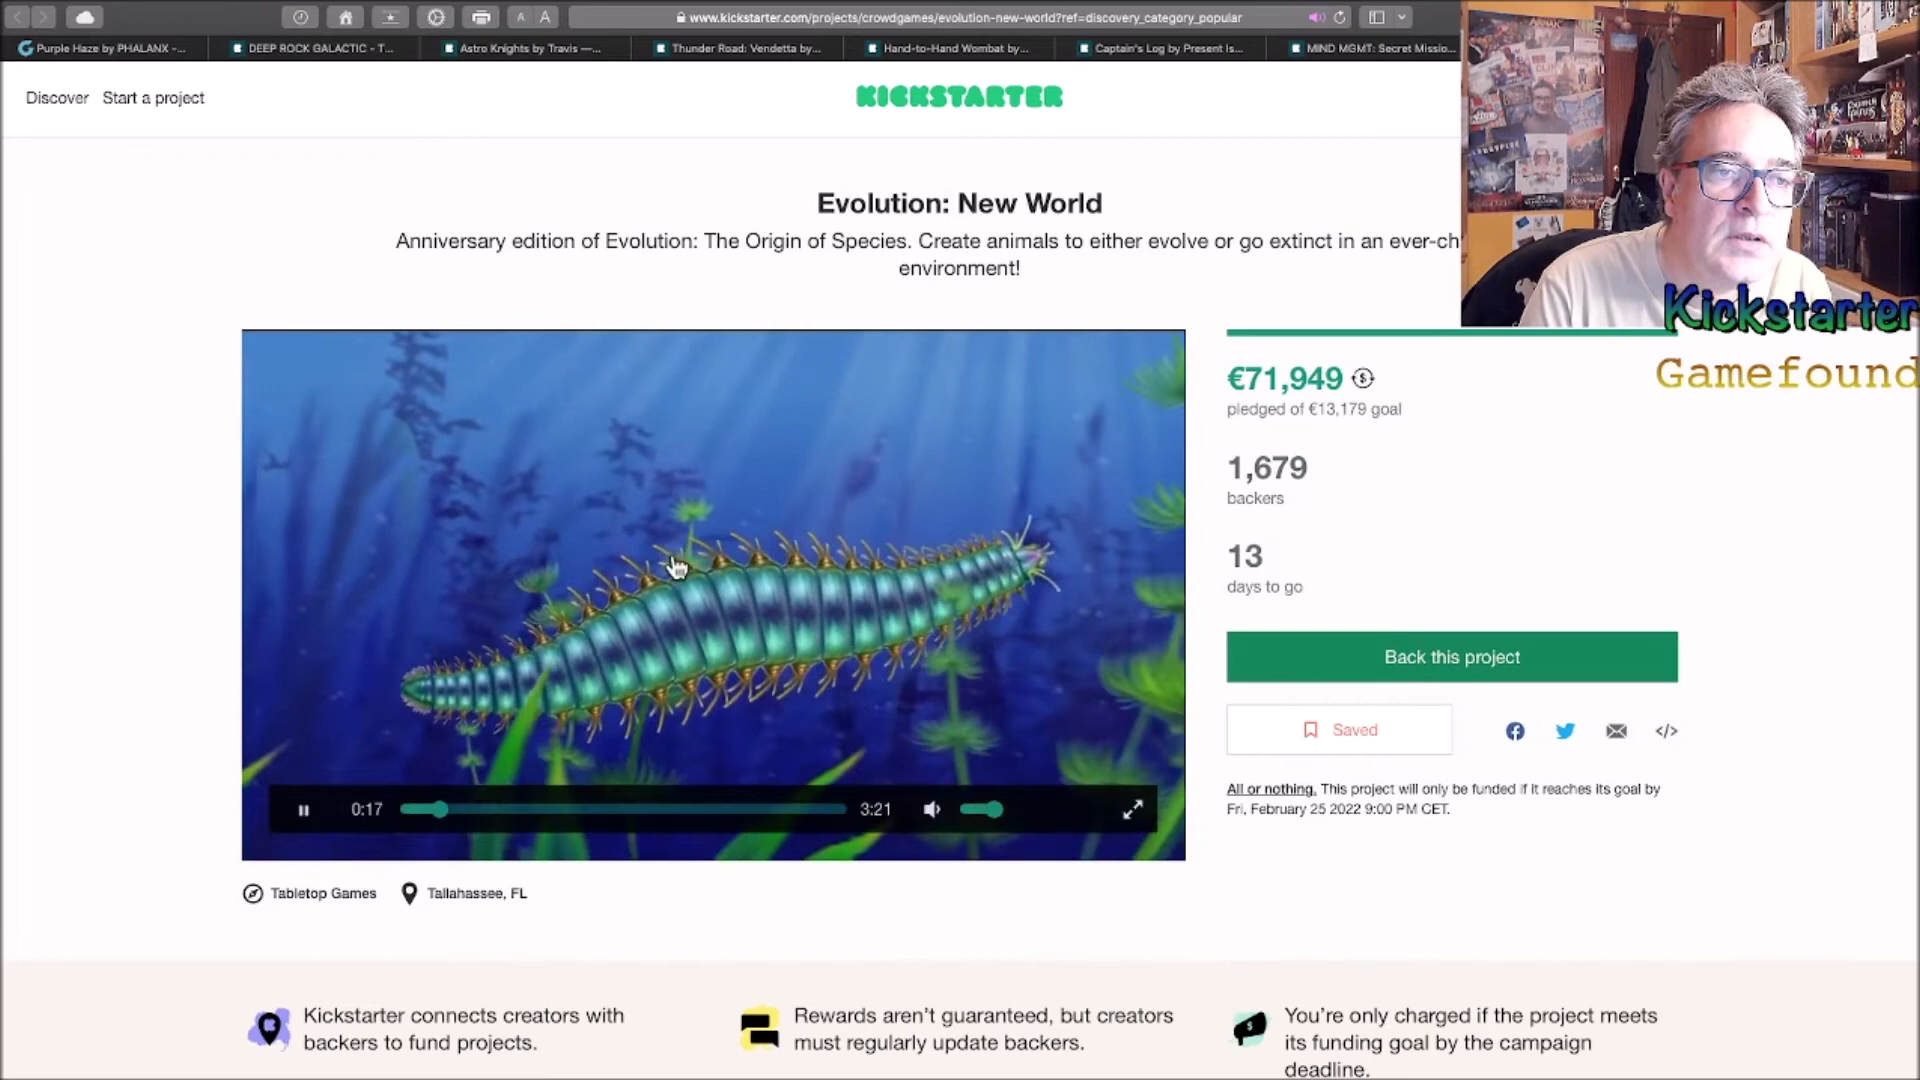 www.kickstarter.com/projects/crowdgames/evolution-new-world?ref=discovery_category_popular
Purple Haze by PHALANX -...
DEEP ROCK GALACTIC - T...
Astro Knights by Travis —...
Thunder Road: Vendetta by...
Hand-to-Hand Wombat by...
Captain's Log by Present Is...
MIND MGMT: Secret Missio...
Discover Start a project
KICKSTARTER
Evolution: New World
Anniversary edition of Evolution: The Origin of Species. Create animals to either evolve or go extinct in an ever-ch
environment!
Kickstarter
Gamefound
€71,949
pledged of €13,179 goal
1,679
backers
13
days to go
Back this project
Saved
All or nothing. This project will only be funded if it reaches its goal by
Fri, February 25 2022 9:00 PM CET.
0:17
3:21
Tabletop Games Tallahassee, FL
Kickstarter connects creators with
backers to fund projects.
Rewards aren't guaranteed, but creators
must regularly update backers.
You're only charged if the project meets
its funding goal by the campaign
deadline.